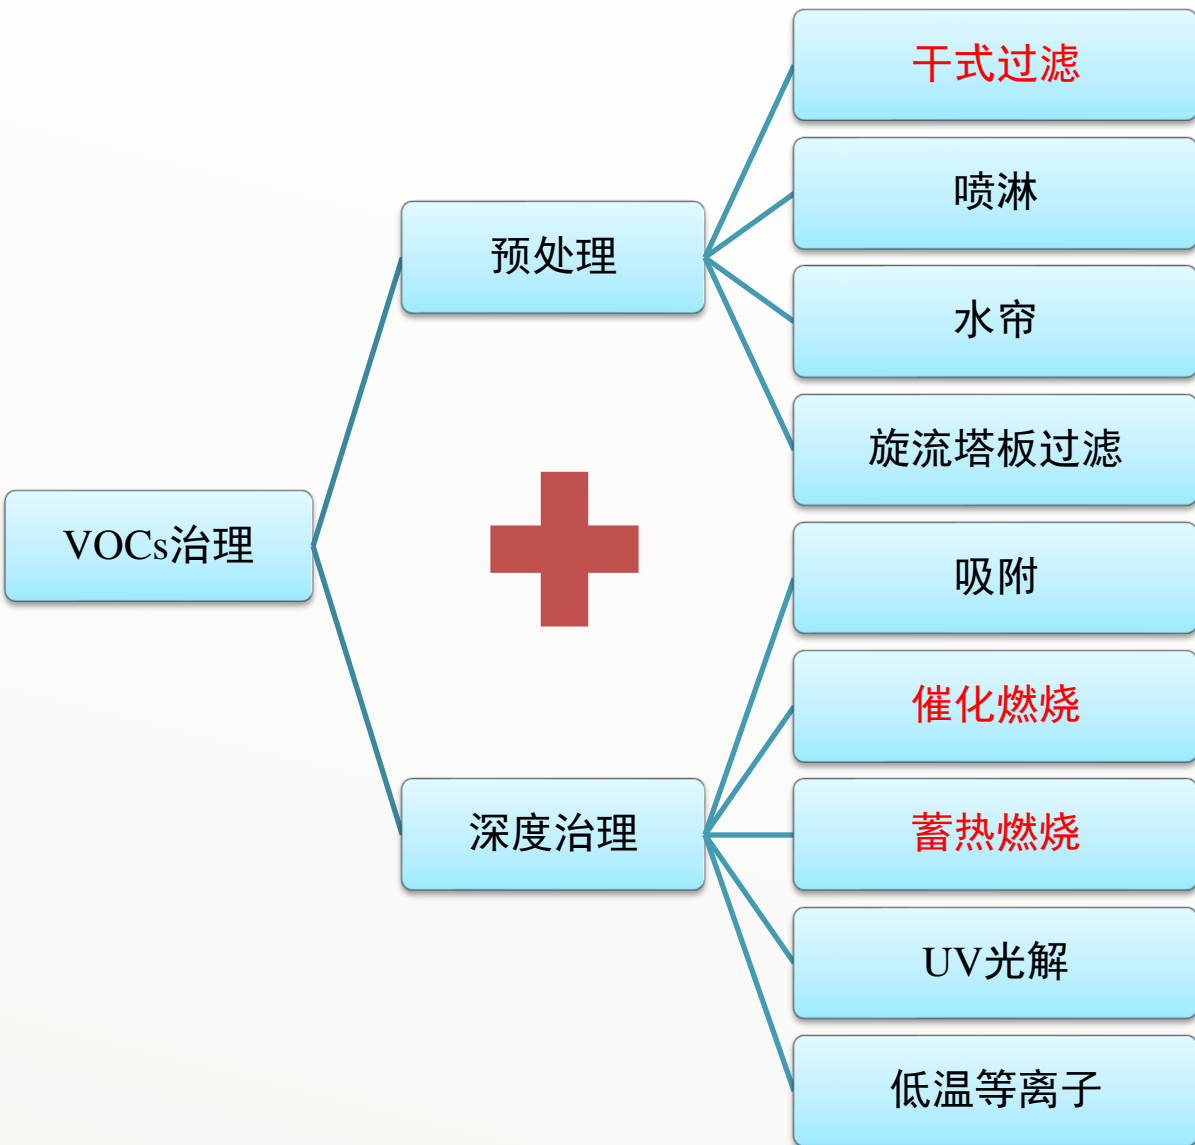 VOCs治理
预处理
干式过滤
喷淋
水帘
旋流塔板过滤
深度治理
吸附
催化燃烧
蓄热燃烧
UV光解
低温等离子